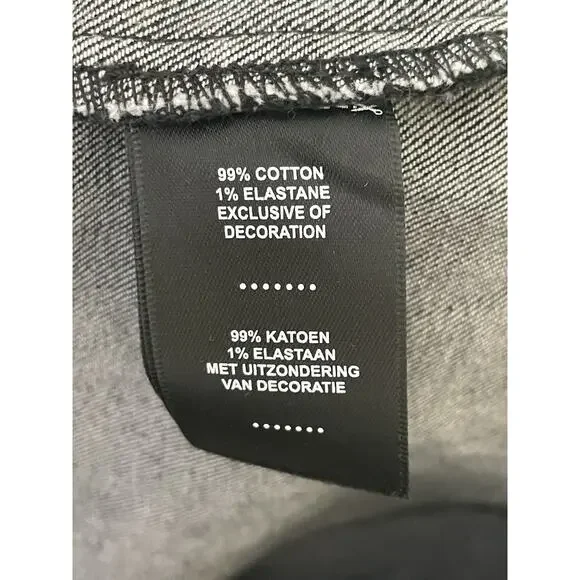 99% COTTON
1% ELASTANE
EXCLUSIVE OF
DECORATION
.......
99% KATOEN
1% ELASTAAN
MET UITZONDERING
VAN DECORATIE
.......